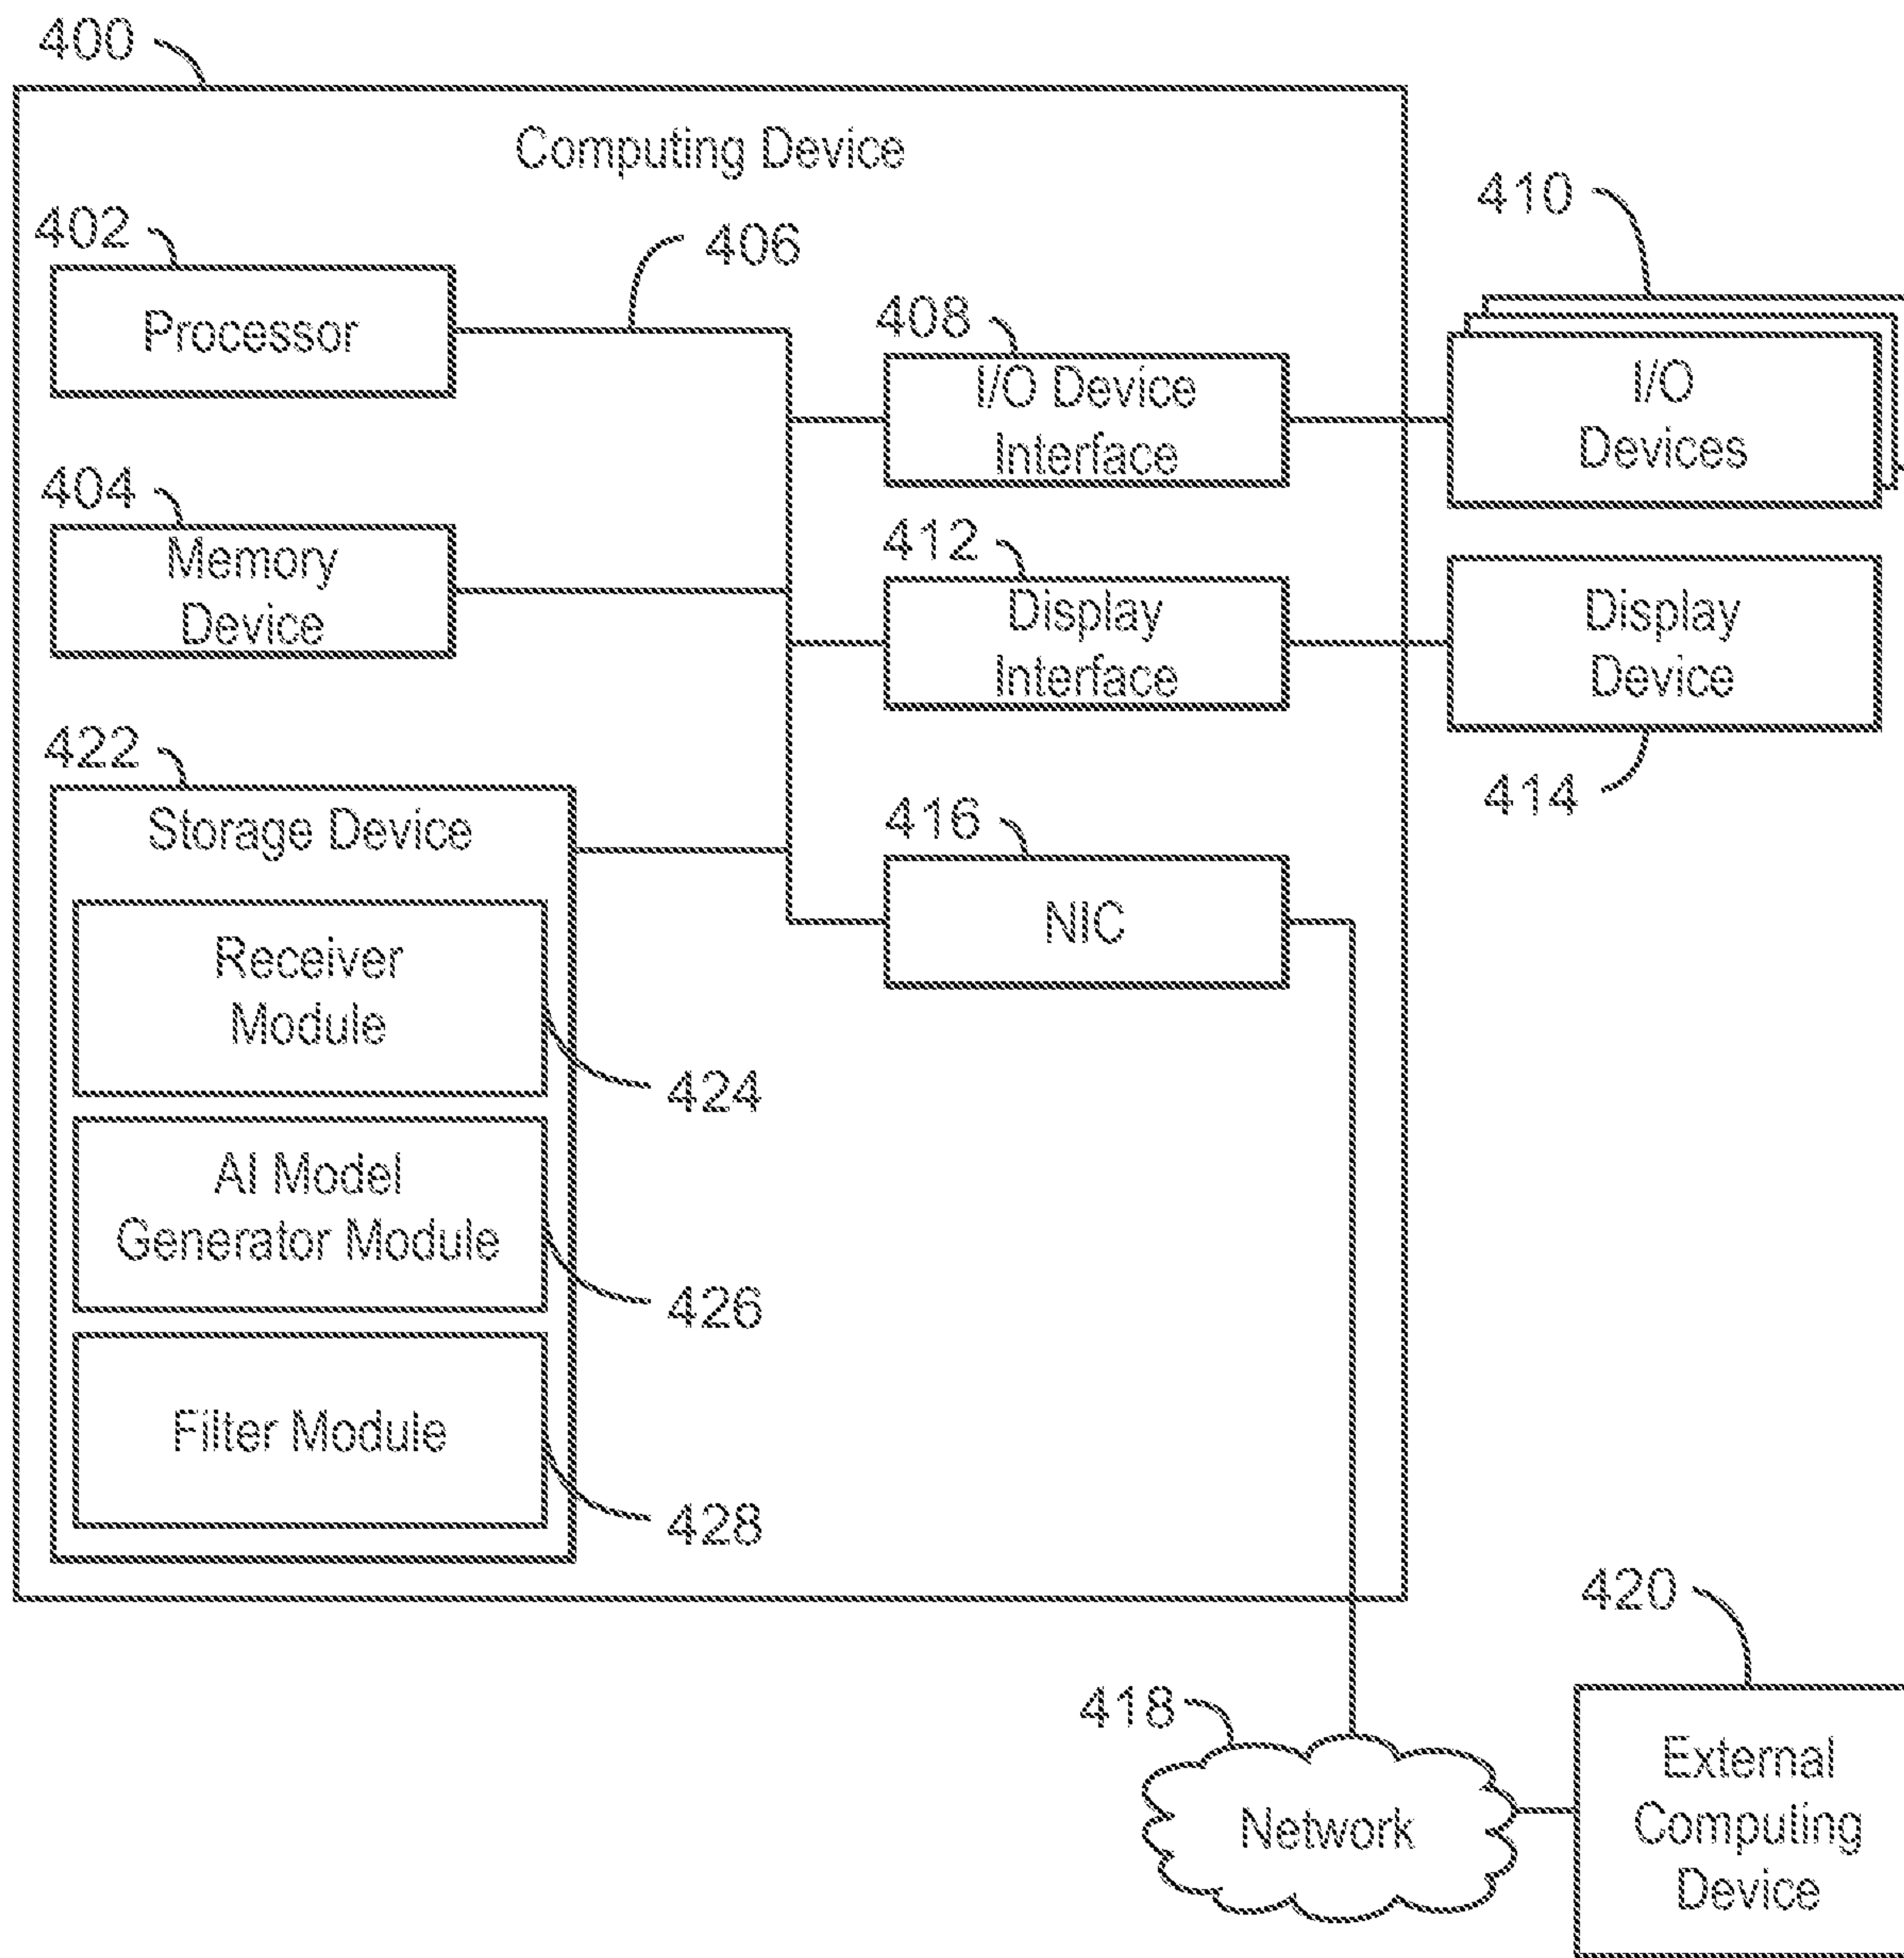 400
Computing Device
402
Processor
406
404
Memory
Device
408
I/O Device
Interface
410
I/O
Devices
412
Display
Interface
Display
Device
414
422
Storage Device
Receiver
Module
424
AI Model
Generator Module
426
Filter Module
428
416
NIC
418
Network
420
External
Computing
Device